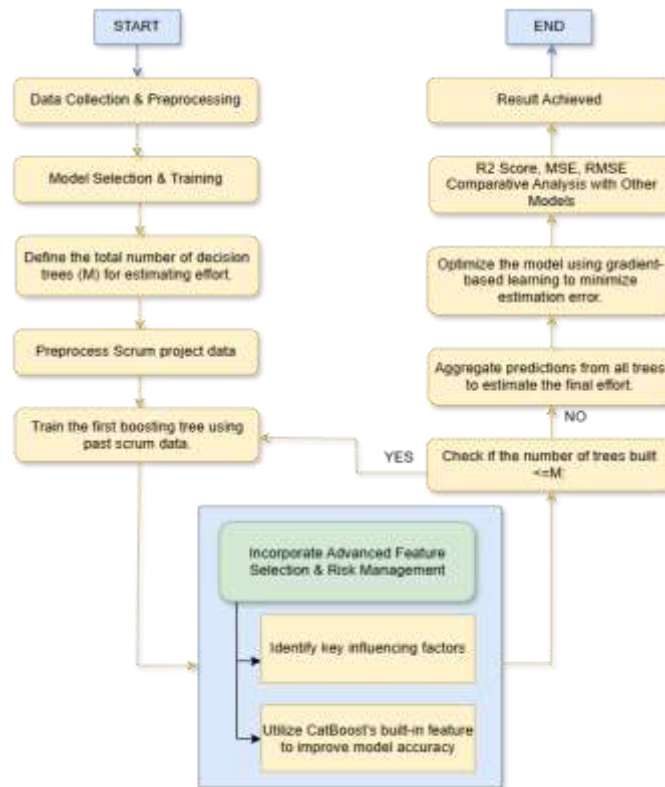 START
Data Collection & Preprocessing
Model Selection & Training
Define the total number of decision
trees (M) for estimating effort.
Preprocess Scrum project data
Train the first boosting tree using
past scrum data.
Incorporate Advanced Feature
Selection & Risk Management
Identify key influencing factors
Utilize CatBoost's built-in feature
to improve model accuracy
YES
Check if the number of trees built
<=M:
NO
Aggregate predictions from all trees
to estimate the final effort.
Optimize the model using gradient-
based learning to minimize
estimation error.
R2 Score, MSE, RMSE
Comparative Analysis with Other
Models
Result Achieved
END